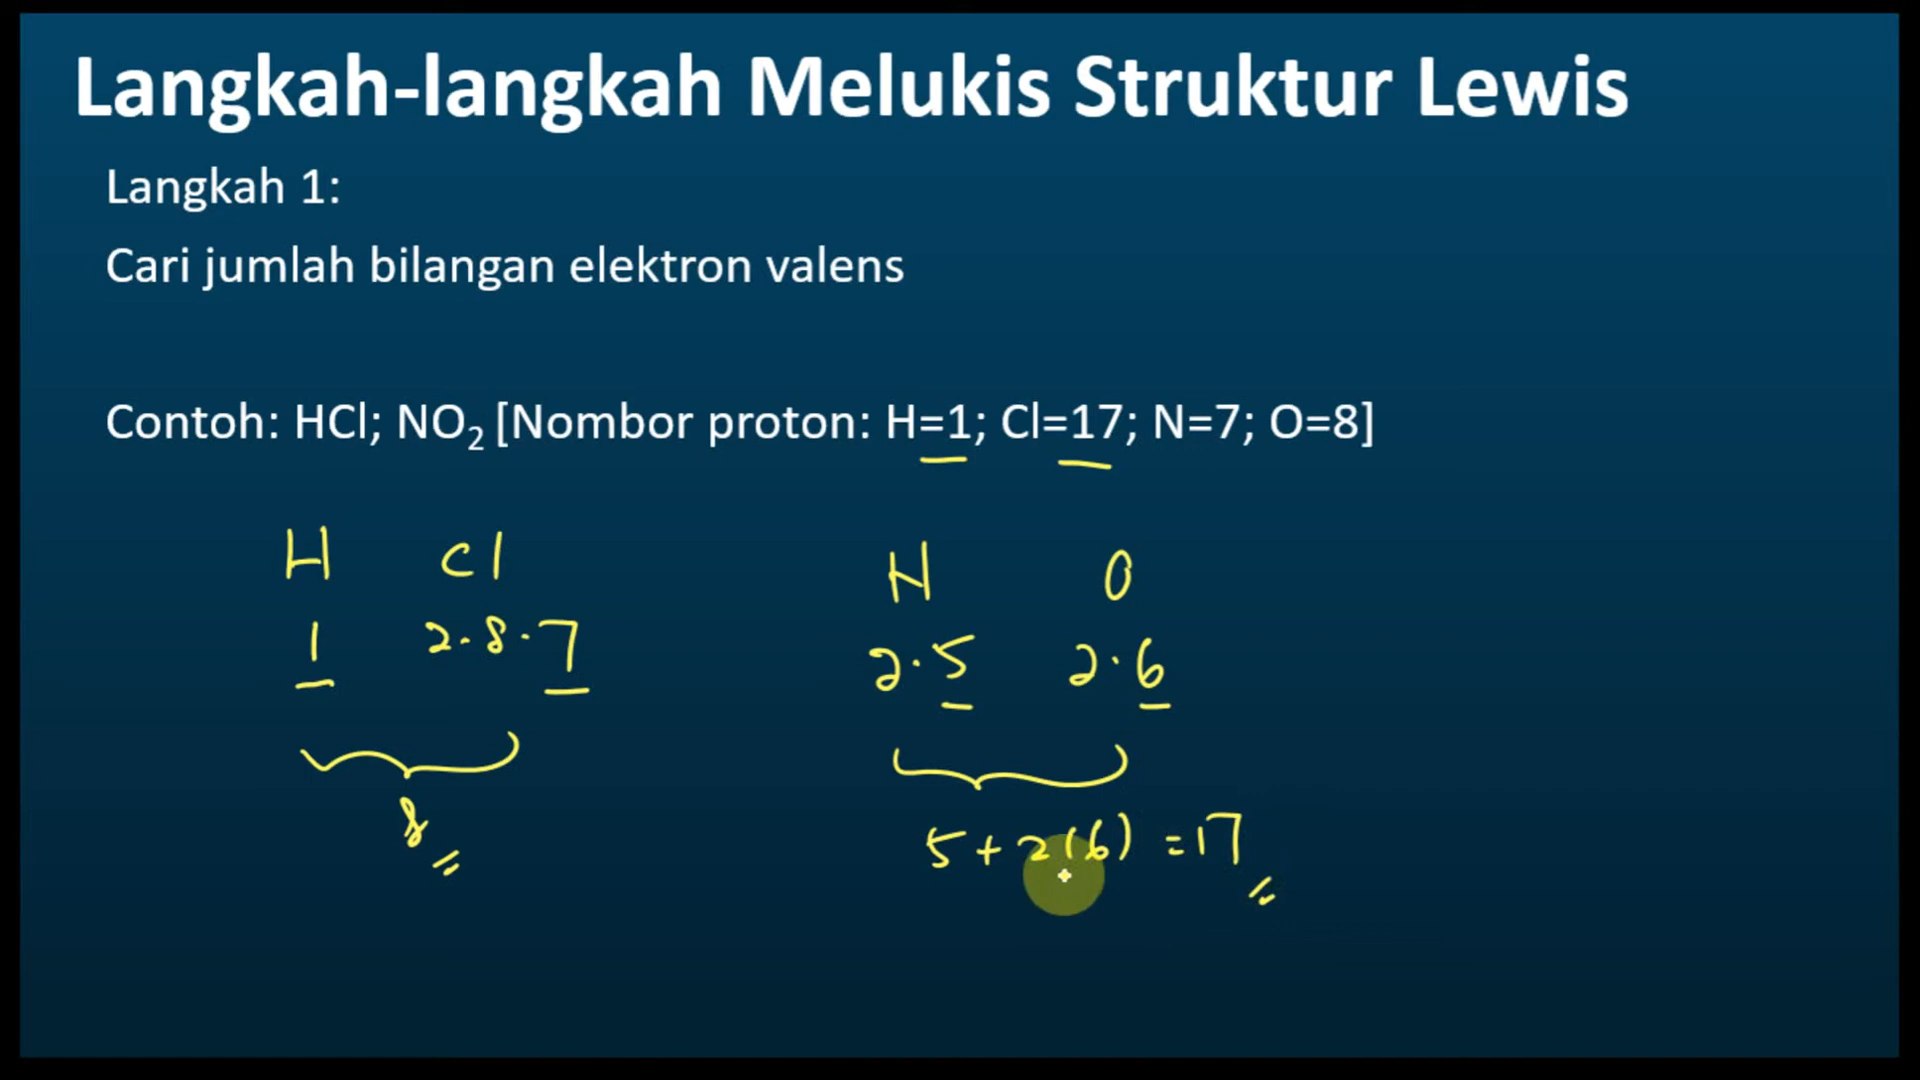 Langkah-langkah Melukis Struktur Lewis
Langkah 1:
Cari jumlah bilangan elektron valens
Contoh: HCl; NO₂ [Nombor proton: H=1; Cl=17; N=7; O=8]
H Cl
1 2.8.7
8
H O
2.5 2.6
5+2(6) =17